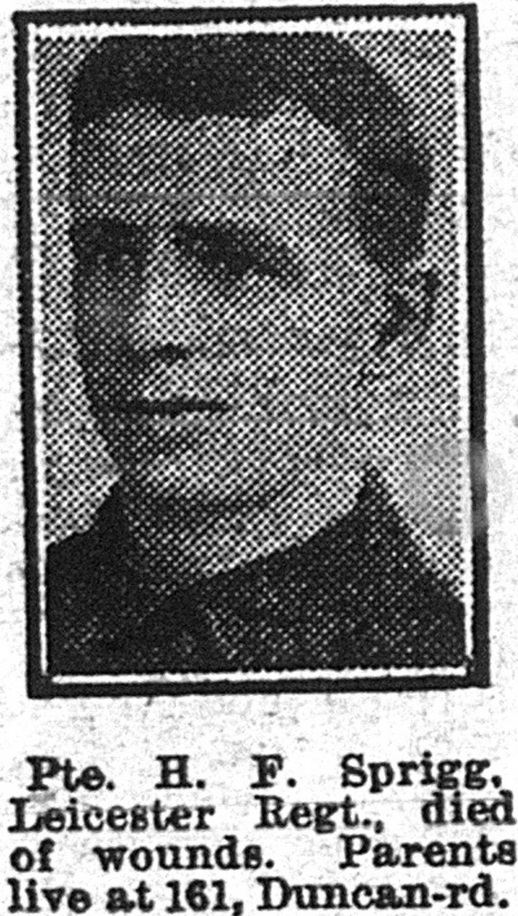 Pte. H. F. Sprigg,
Leicester Regt., died
of wounds. Parents
live at 161, Duncan-rd.